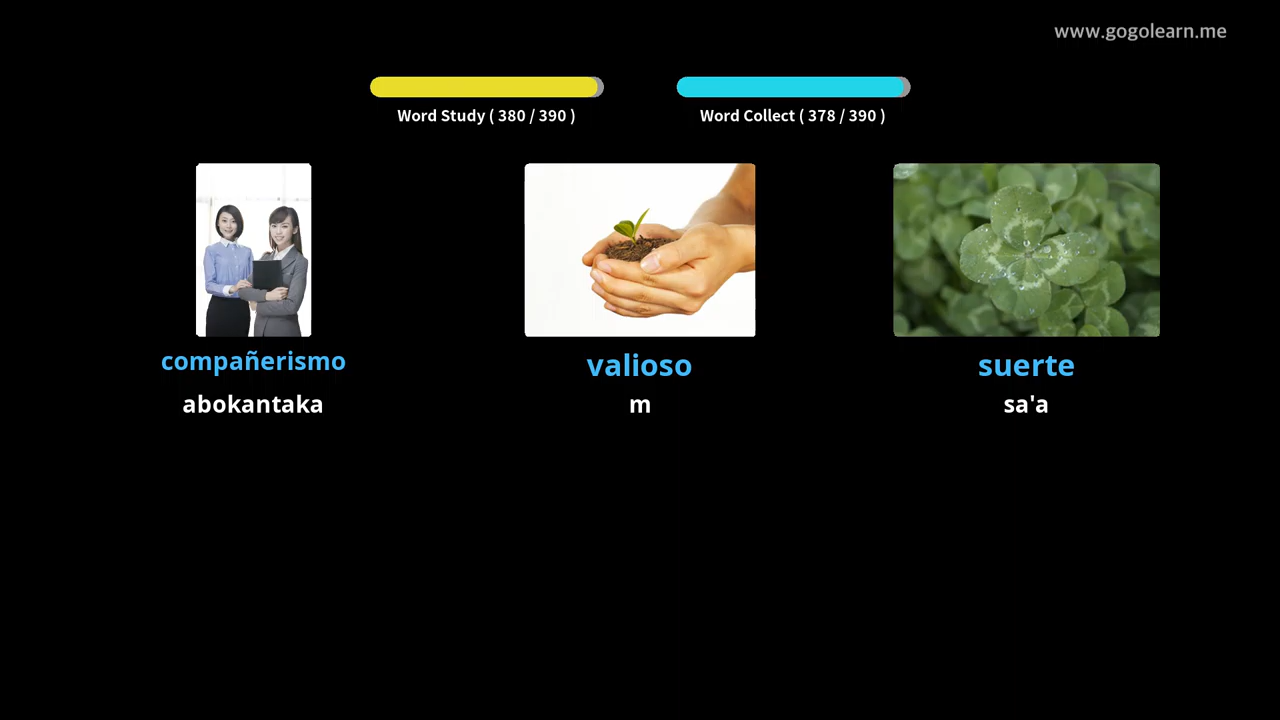 www.gogolearn.me
Word Study ( 380 / 390 )
Word Collect ( 378 / 390 )
compañerismo
valioso
suerte
abokantaka
m
sa'a